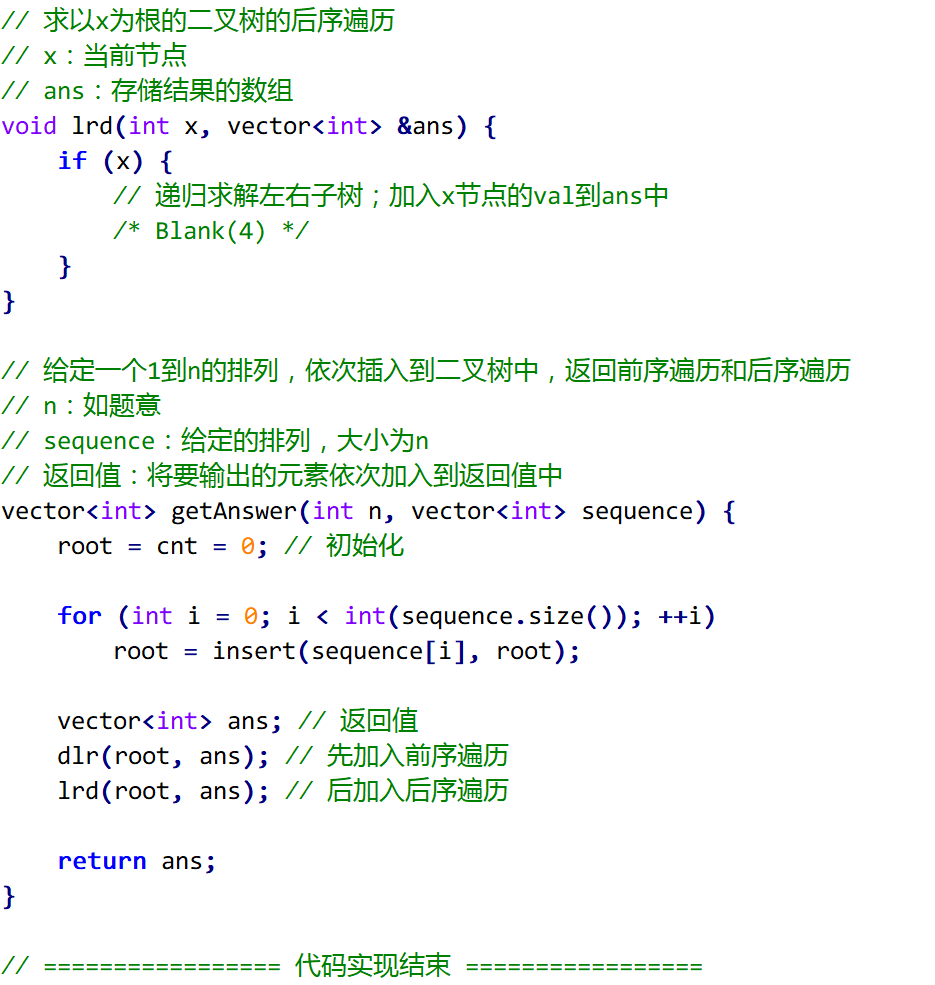 // 求以x为根的二叉树的后序遍历
// x：当前节点
// ans：存储结果的数组
void lrd(int x, vector<int> &ans) {
    if (x) {
        // 递归求解左右子树；加入x节点的val到ans中
        /* Blank(4) */
    }
}

// 给定一个1到n的排列，依次插入到二叉树中，返回前序遍历和后序遍历
// n：如题意
// sequence：给定的排列，大小为n
// 返回值：将要输出的元素依次加入到返回值中
vector<int> getAnswer(int n, vector<int> sequence) {
    root = cnt = 0; // 初始化

    for (int i = 0; i < int(sequence.size()); ++i)
        root = insert(sequence[i], root);

    vector<int> ans; // 返回值
    dlr(root, ans); // 先加入前序遍历
    lrd(root, ans); // 后加入后序遍历

    return ans;
}

// ================= 代码实现结束 =================